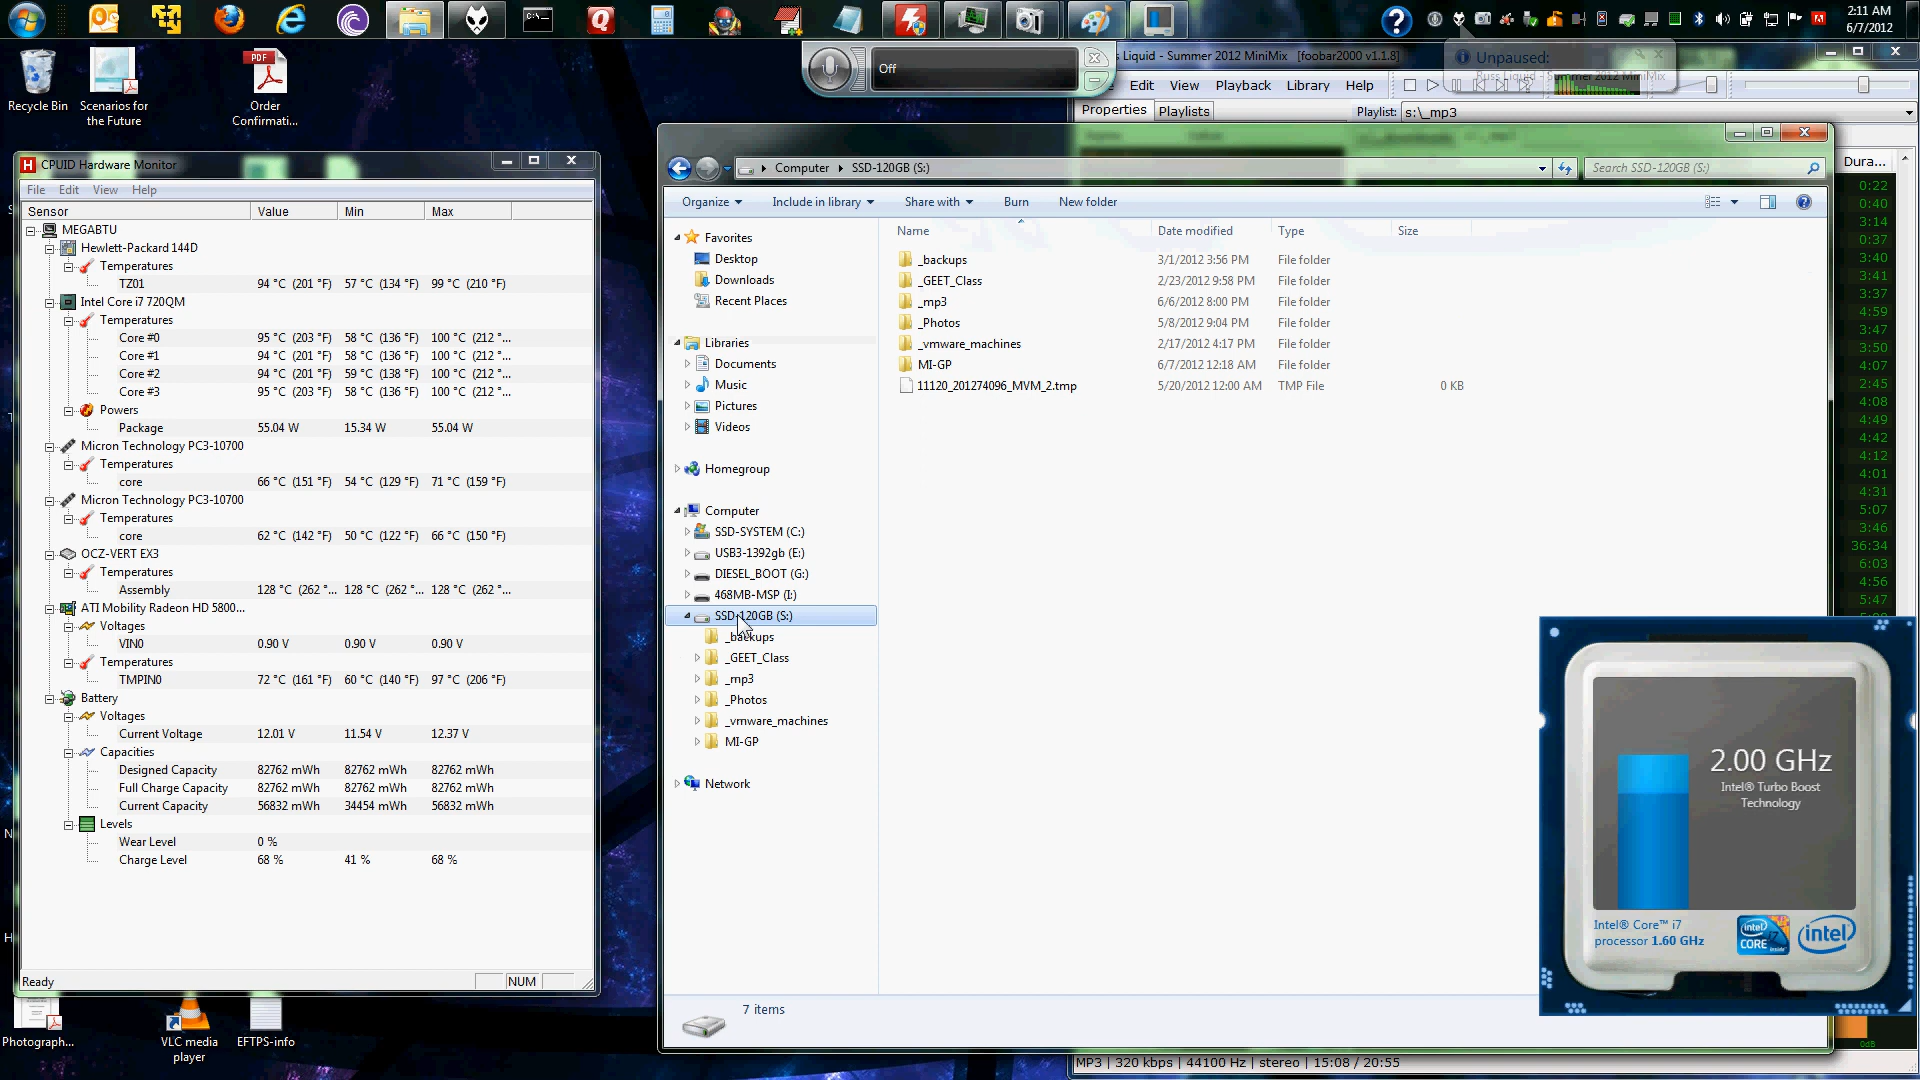 2:11 AM
6/7/2012
Recycle Bin
Scenarios for
the Future
Order
Confirmati...
Off
Liquid - Summer 2012 MiniMix [foobar2000 v1.1.8]
Unpaused:
Russ Liquid - Summer 2012 MiniMix
Edit View Playback Library Help
Properties Playlists
Playlist: s:\_mp3
CPUID Hardware Monitor
File Edit View Help
Sensor Value Min Max
MEGABTU
Hewlett-Packard 144D
Temperatures
TZ01 94 °C (201 °F) 57 °C (134 °F) 99 °C (210 °F)
Intel Core i7 720QM
Temperatures
Core #0 95 °C (203 °F) 58 °C (136 °F) 100 °C (212 °...
Core #1 94 °C (201 °F) 58 °C (136 °F) 100 °C (212 °...
Core #2 94 °C (201 °F) 59 °C (138 °F) 100 °C (212 °...
Core #3 95 °C (203 °F) 58 °C (136 °F) 100 °C (212 °...
Powers
Package 55.04 W 15.34 W 55.04 W
Micron Technology PC3-10700
Temperatures
core 66 °C (151 °F) 54 °C (129 °F) 71 °C (159 °F)
Micron Technology PC3-10700
Temperatures
core 62 °C (142 °F) 50 °C (122 °F) 66 °C (150 °F)
OCZ-VERT EX3
Temperatures
Assembly 128 °C (262 °... 128 °C (262 °... 128 °C (262 °...
ATI Mobility Radeon HD 5800...
Voltages
VIN0 0.90 V 0.90 V 0.90 V
Temperatures
TMPIN0 72 °C (161 °F) 60 °C (140 °F) 97 °C (206 °F)
Battery
Voltages
Current Voltage 12.01 V 11.54 V 12.37 V
Capacities
Designed Capacity 82762 mWh 82762 mWh 82762 mWh
Full Charge Capacity 82762 mWh 82762 mWh 82762 mWh
Current Capacity 56832 mWh 34454 mWh 56832 mWh
Levels
Wear Level 0 %
Charge Level 68 % 41 % 68 %
Ready NUM
Photograph...
VLC media
player
EFTPS-info
Computer SSD-120GB (S:)
Search SSD-120GB (S:)
Organize Include in library Share with Burn New folder
Favorites
Desktop
Downloads
Recent Places
Libraries
Documents
Music
Pictures
Videos
Homegroup
Computer
SSD-SYSTEM (C:)
USB3-1392gb (E:)
DIESEL_BOOT (G:)
468MB-MSP (I:)
SSD-120GB (S:)
_backups
_GEET_Class
_mp3
_Photos
_vmware_machines
MI-GP
Network
Name Date modified Type Size
_backups 3/1/2012 3:56 PM File folder
_GEET_Class 2/23/2012 9:58 PM File folder
_mp3 6/6/2012 8:00 PM File folder
_Photos 5/8/2012 9:04 PM File folder
_vmware_machines 2/17/2012 4:17 PM File folder
MI-GP 6/7/2012 12:18 AM File folder
11120_201274096_MVM_2.tmp 5/20/2012 12:00 AM TMP File 0 KB
7 items
Dura...
0:22
0:40
3:14
0:37
3:40
3:41
3:37
4:59
3:47
3:50
4:07
2:45
4:08
4:49
4:42
4:12
4:01
4:31
5:07
3:46
36:34
6:03
4:56
5:47
2.00 GHz
Intel® Turbo Boost
Technology
Intel® Core™ i7
processor 1.60 GHz
intel
CORE i7
inside
intel
0dB
MP3 | 320 kbps | 44100 Hz | stereo | 15:08 / 20:55